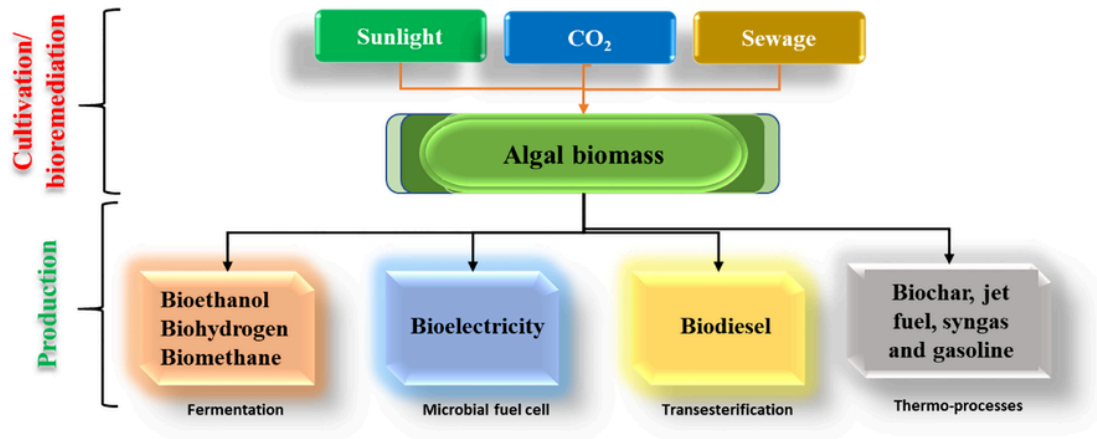 Cultivation/
bioremediation
Sunlight
CO₂
Sewage
Algal biomass
Production
Bioethanol
Biohydrogen
Biomethane
Bioelectricity
Biodiesel
Biochar, jet
fuel, syngas
and gasoline
Fermentation
Microbial fuel cell
Transesterification
Thermo-processes